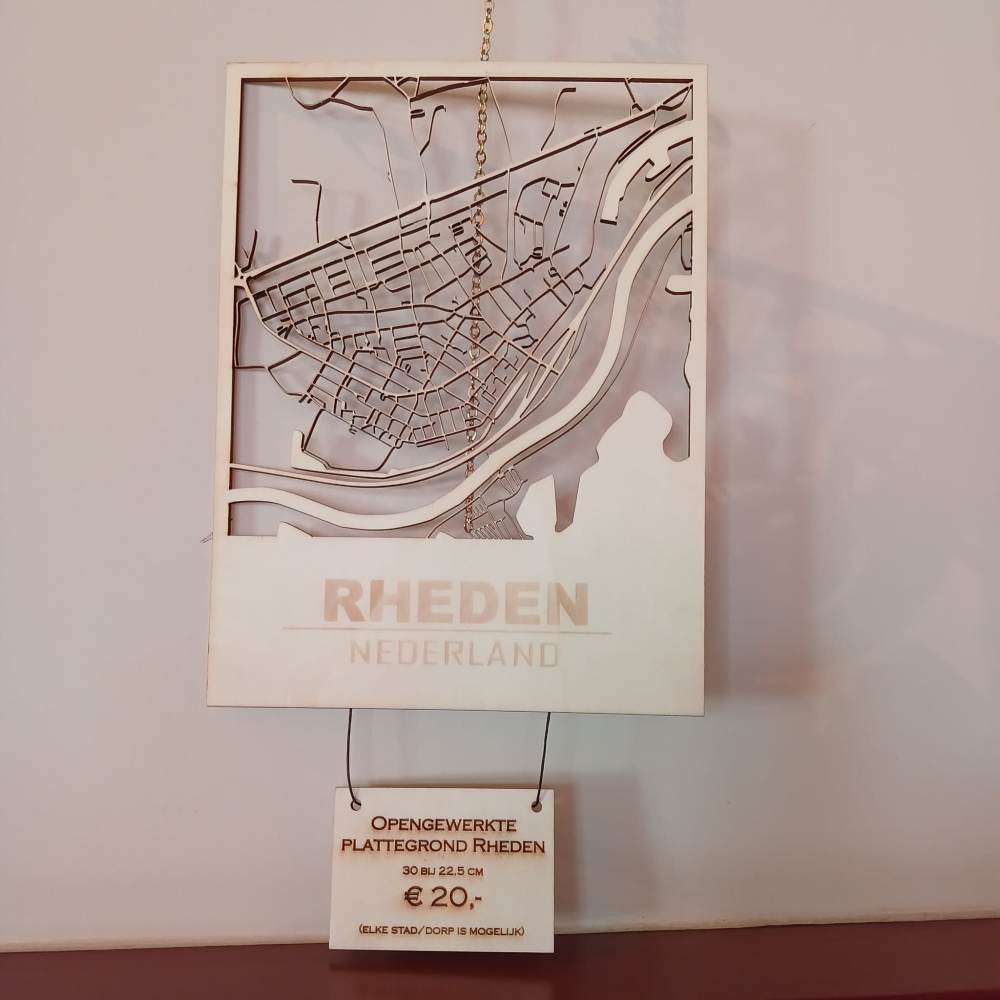 RHEDEN
NEDERLAND
OPENGEWERKTE
PLATTEGROND RHEDEN
30 BIJ 22,5 CM
€ 20,-
(ELKE STAD/DORP IS MOGELIJK)